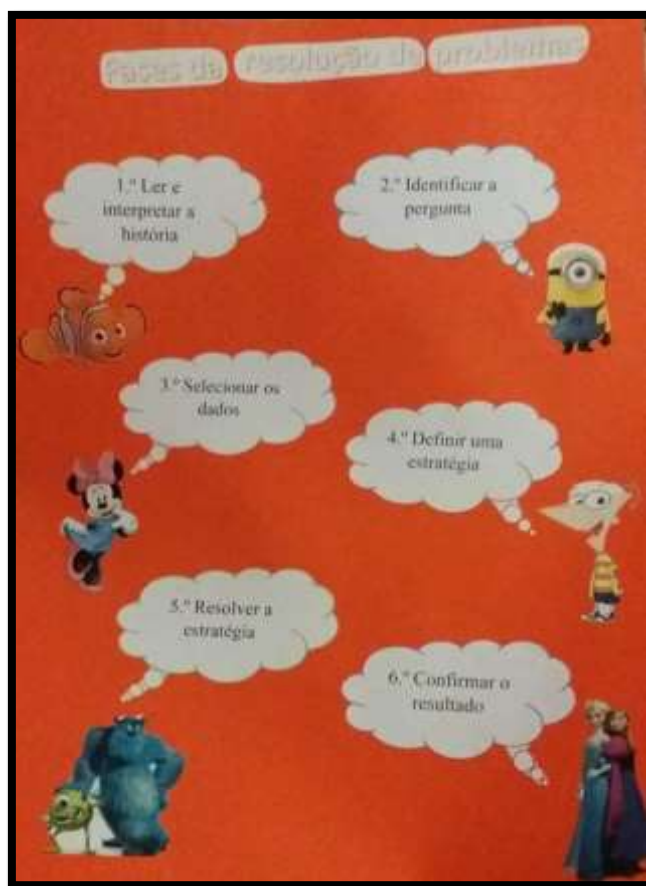 Fases da resolução de problemas
1.º Ler e
interpretar a
história
2.º Identificar a
pergunta
3.º Selecionar os
dados
4.º Definir uma
estratégia
5.º Resolver a
estratégia
6.º Confirmar o
resultado